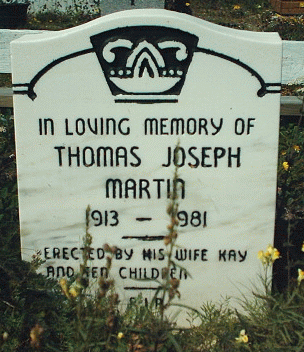 IN LOVING MEMORY OF
THOMAS JOSEPH
MARTIN
1913 - 1981
ERECTED BY HIS WIFE KAY
AND TEN CHILDREN
R.I.P.